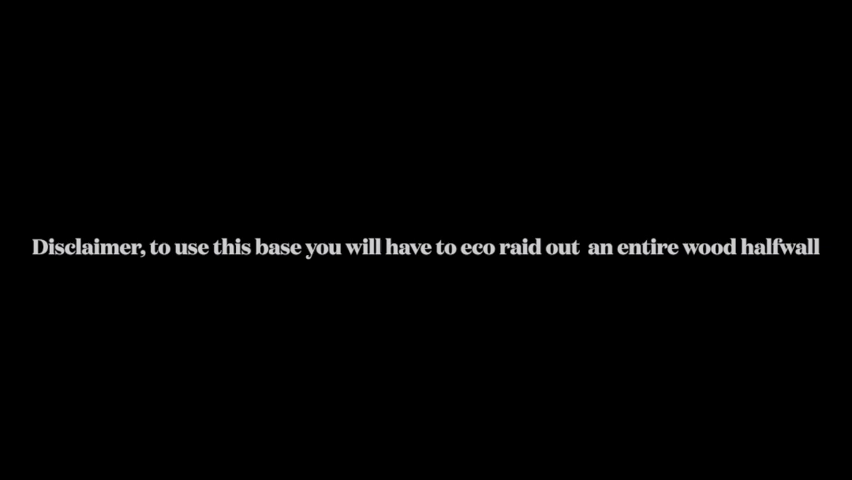 Disclaimer, to use this base you will have to eco raid out  an entire wood halfwall